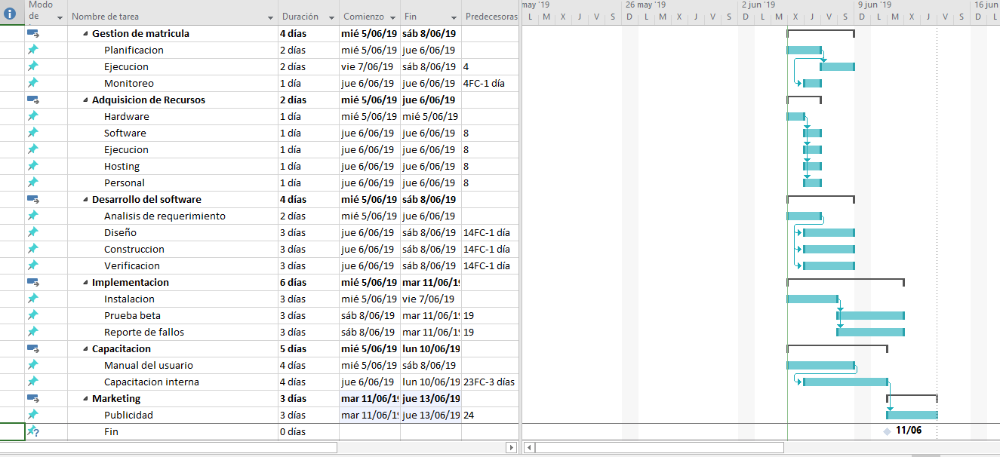 Modo de
Nombre de tarea
Duración
Comienzo
Fin
Predecesoras
may '19
26 may '19
2 jun '19
9 jun '19
16 jun
L M X J V S D L M X J V S D L M X J V S D L M X J V S D L
Gestion de matricula 4 días mié 5/06/19 sáb 8/06/19
Planificacion 2 días mié 5/06/19 jue 6/06/19
Ejecucion 2 días vie 7/06/19 sáb 8/06/19 4
Monitoreo 1 día jue 6/06/19 jue 6/06/19 4FC-1 día
Adquisicion de Recursos 2 días mié 5/06/19 jue 6/06/19
Hardware 1 día mié 5/06/19 mié 5/06/19
Software 1 día jue 6/06/19 jue 6/06/19 8
Ejecucion 1 día jue 6/06/19 jue 6/06/19 8
Hosting 1 día jue 6/06/19 jue 6/06/19 8
Personal 1 día jue 6/06/19 jue 6/06/19 8
Desarrollo del software 4 días mié 5/06/19 sáb 8/06/19
Analisis de requerimiento 2 días mié 5/06/19 jue 6/06/19
Diseño 3 días jue 6/06/19 sáb 8/06/19 14FC-1 día
Construccion 3 días jue 6/06/19 sáb 8/06/19 14FC-1 día
Verificacion 3 días jue 6/06/19 sáb 8/06/19 14FC-1 día
Implementacion 6 días mié 5/06/19 mar 11/06/19
Instalacion 3 días mié 5/06/19 vie 7/06/19
Prueba beta 3 días sáb 8/06/19 mar 11/06/19 19
Reporte de fallos 3 días sáb 8/06/19 mar 11/06/19 19
Capacitacion 5 días mié 5/06/19 lun 10/06/19
Manual del usuario 4 días mié 5/06/19 sáb 8/06/19
Capacitacion interna 4 días jue 6/06/19 lun 10/06/19 23FC-3 días
Marketing 3 días mar 11/06/19 jue 13/06/19
Publicidad 3 días mar 11/06/19 jue 13/06/19 24
Fin 0 días
11/06